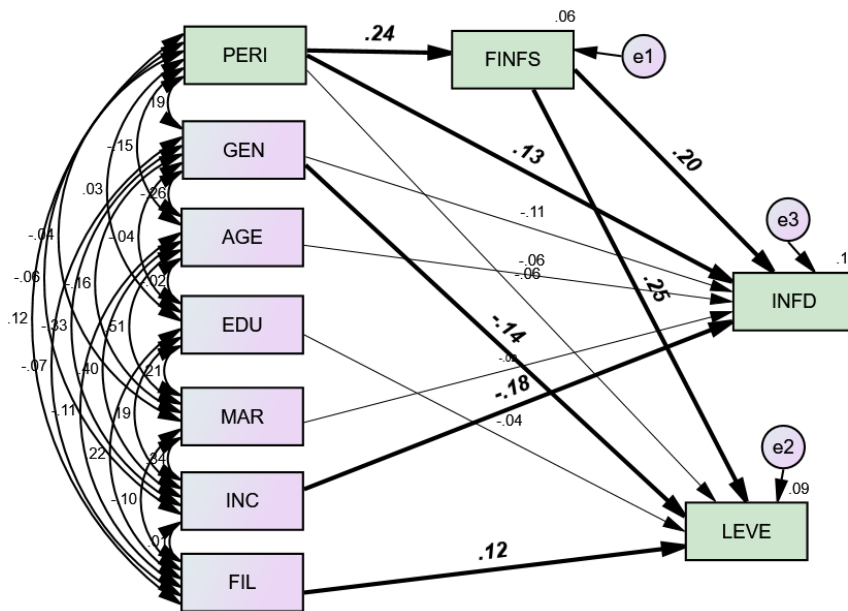 .06
.24
PERI
FINFS
e1
19
GEN
.13
.20
-.15
.03
-.26
-.11
e3
-.04
AGE
-.04
-.06
-.06
.1
-.06
-.02
.25
INFD
-.16
EDU
.12
-.33
51
-.14
-.07
-.40
21
-.18
-.11
19
MAR
-.04
e2
22
.34
INC
.09
-.10
LEVE
.12
.01
FIL